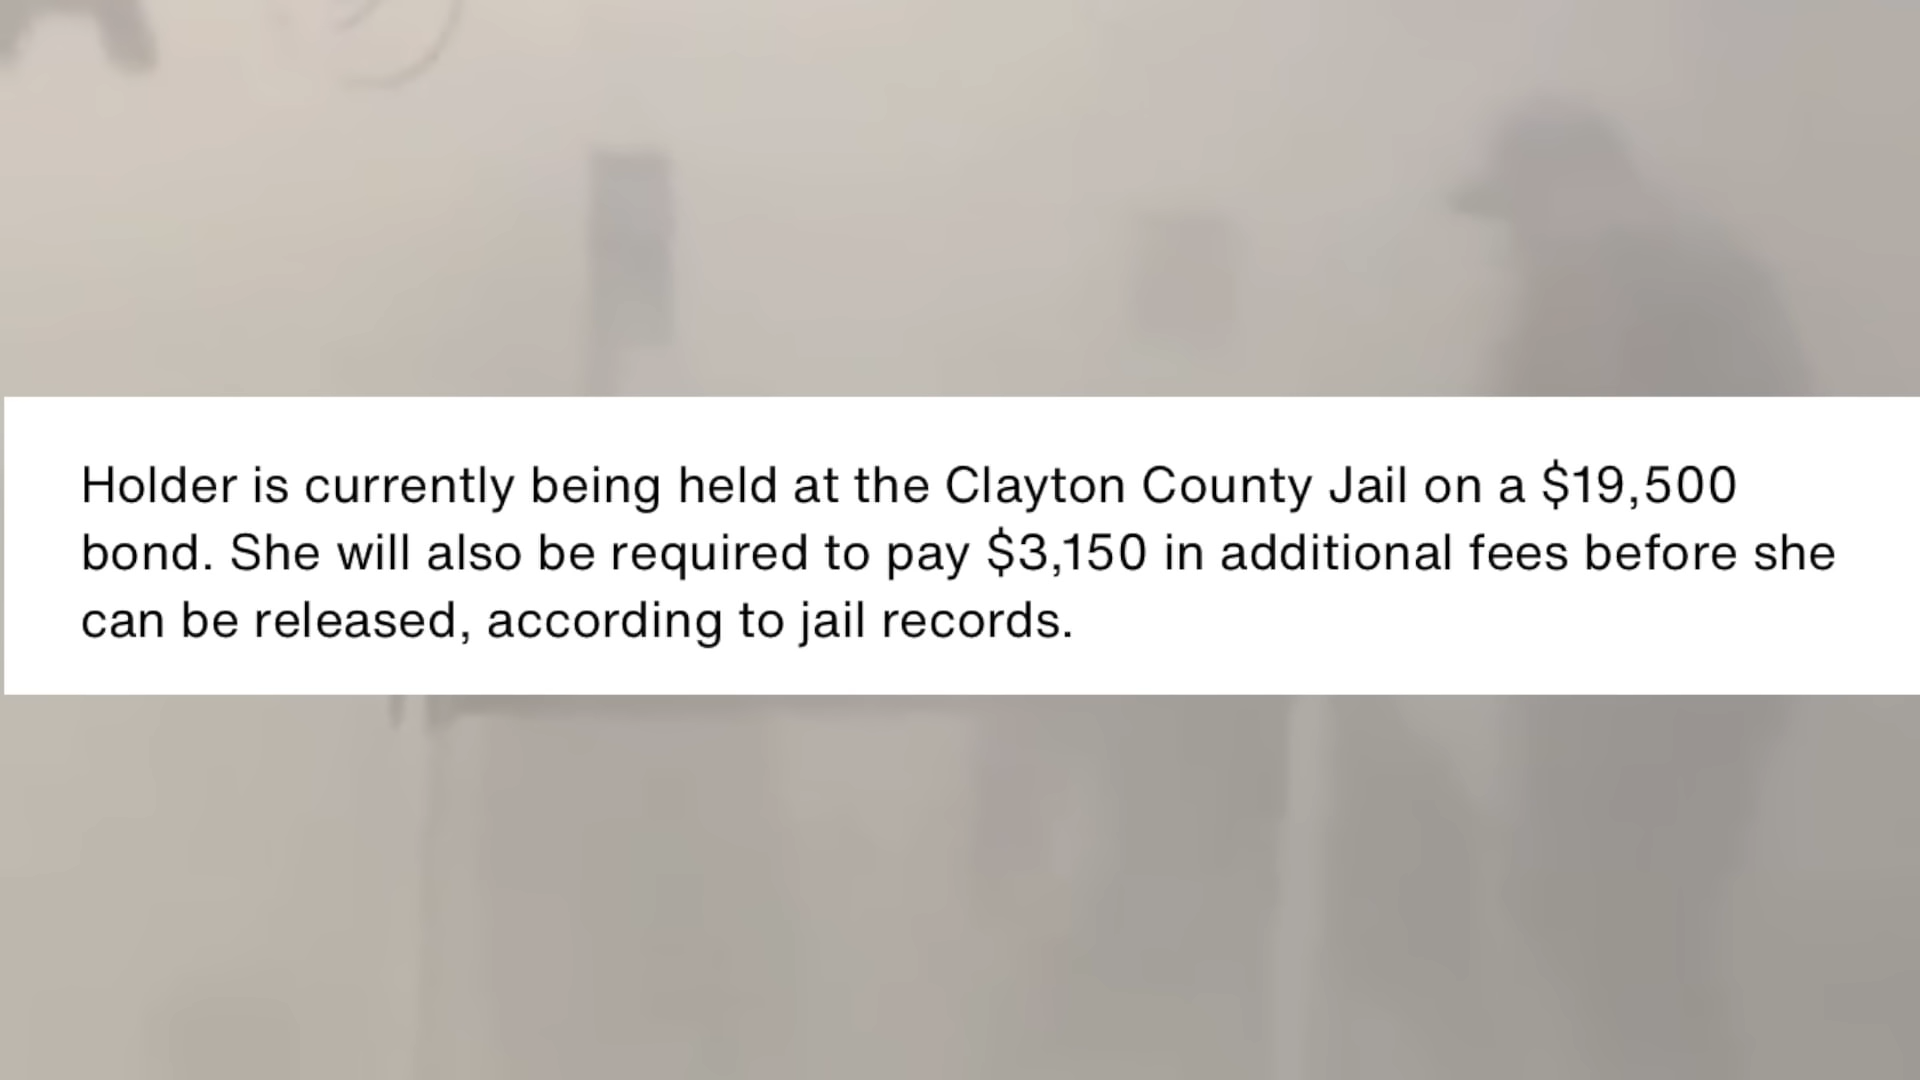 Holder is currently being held at the Clayton County Jail on a $19,500
bond. She will also be required to pay $3,150 in additional fees before she
can be released, according to jail records.